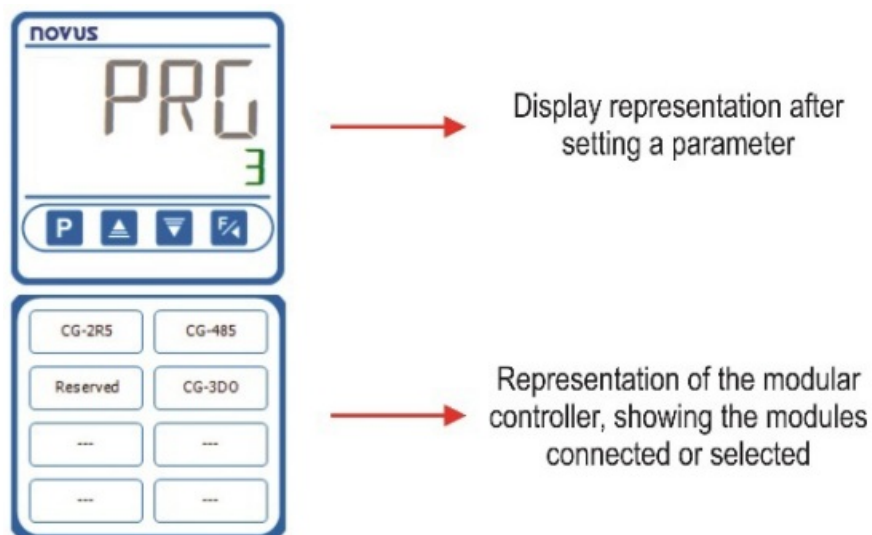 novus
PRG
3
P F/
Display representation after
setting a parameter
CG-2R5 CG-485
Reserved CG-3DO
--- ---
--- ---
Representation of the modular
controller, showing the modules
connected or selected